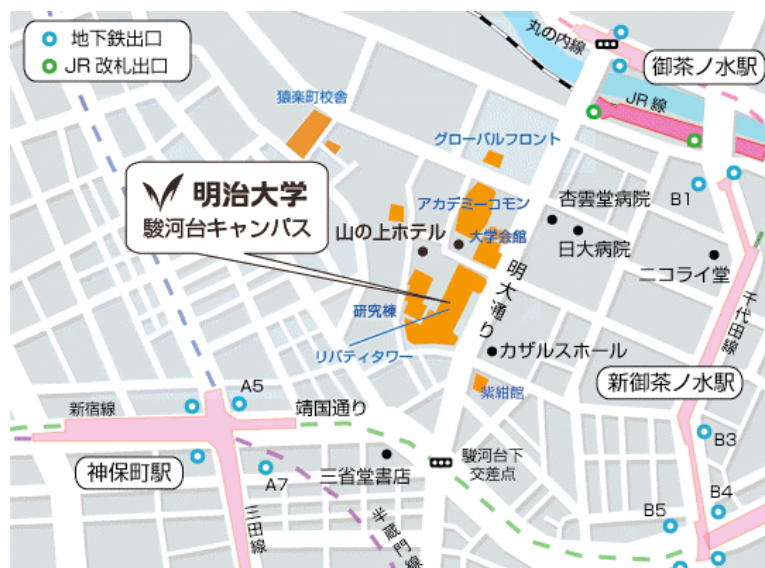 地下鉄出口
JR改札出口
丸の内線
御茶ノ水駅
JR線
猿楽町校舎
グローバルフロント
明治大学
駿河台キャンパス
アカデミーコモン
杏雲堂病院
B1
山の上ホテル
大学会館
日大病院
ニコライ堂
明大通り
千代田線
研究棟
リバティタワー
カザルスホール
新御茶ノ水駅
紫紺館
A5
新宿線
靖国通り
B3
神保町駅
A7
三省堂書店
駿河台下
交差点
三田線
半蔵門線
B5
B4